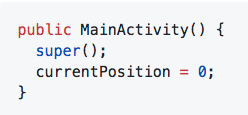 public MainActivity() {
  super();
  currentPosition = 0;
}